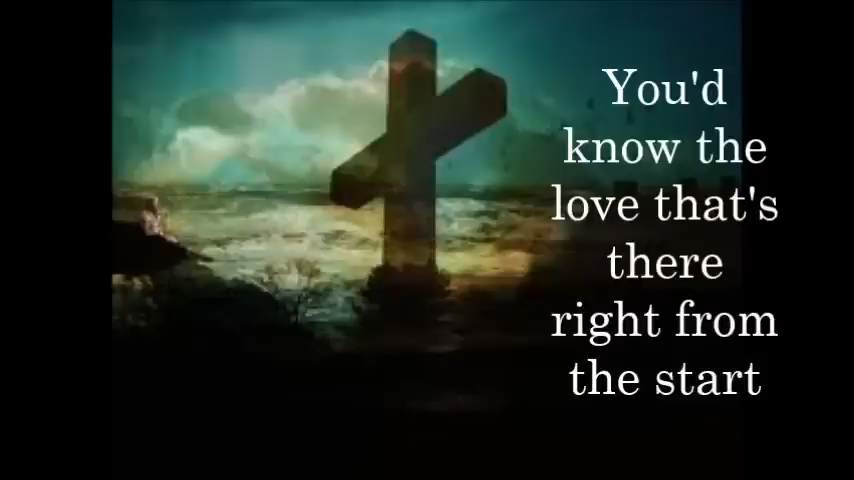 You'd
know the
love that's
there
right from
the start